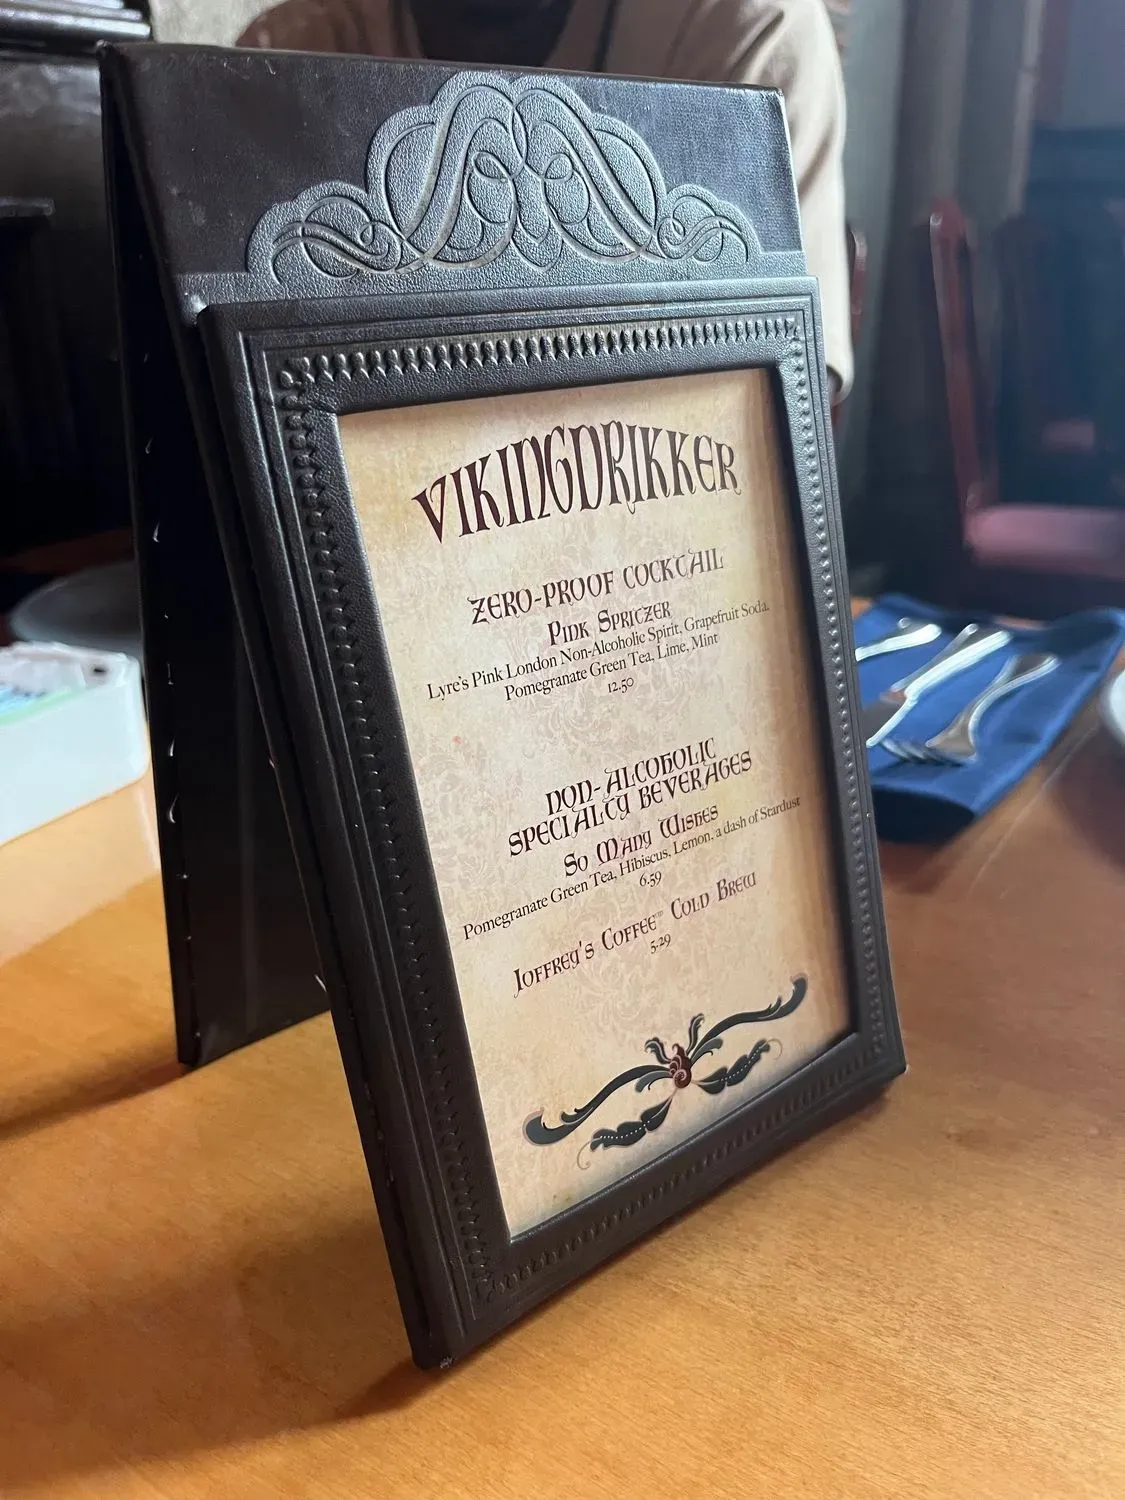 VIKINGDRIKKER
ZERO-PROOF COCKTAIL
PINK SPRITZER
Lyre's Pink London Non-Alcoholic Spirit, Grapefruit Soda,
Pomegranate Green Tea, Lime, Mint
12.50
NON-ALCOHOLIC
SPECIALTY BEVERAGES
SO MANY WISHES
Pomegranate Green Tea, Hibiscus, Lemon, a dash of Stardust
6.59
JOFFREY'S COFFEE™ COLD BREW
5.29